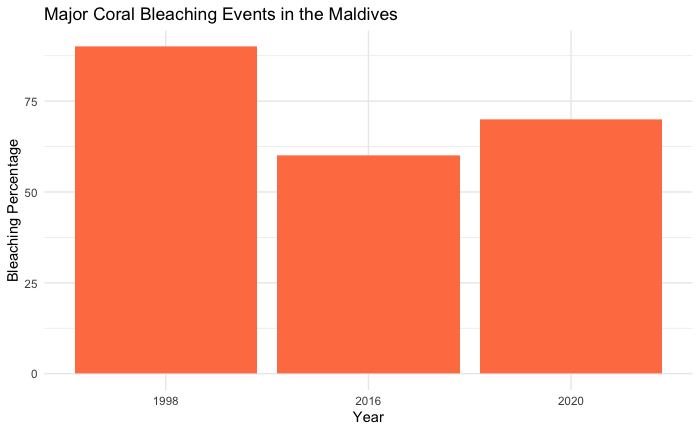 Major Coral Bleaching Events in the Maldives
Bleaching Percentage
75
50
25
0
1998 2016 2020
Year